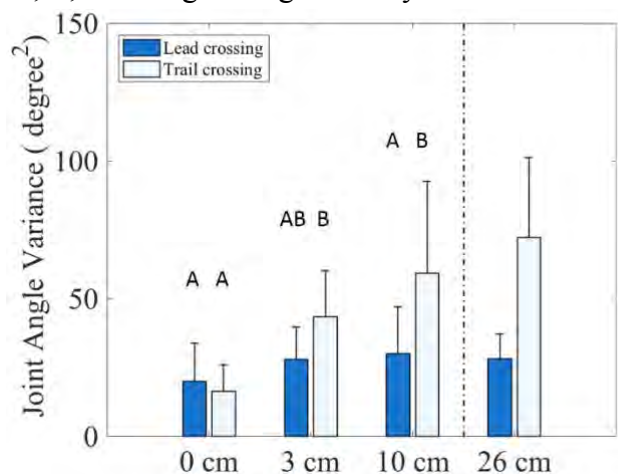 150
Lead crossing
Trail crossing
100
A B
AB B
A A
50
0
0 cm 3 cm 10 cm 26 cm
Joint Angle Variance ( degree²)